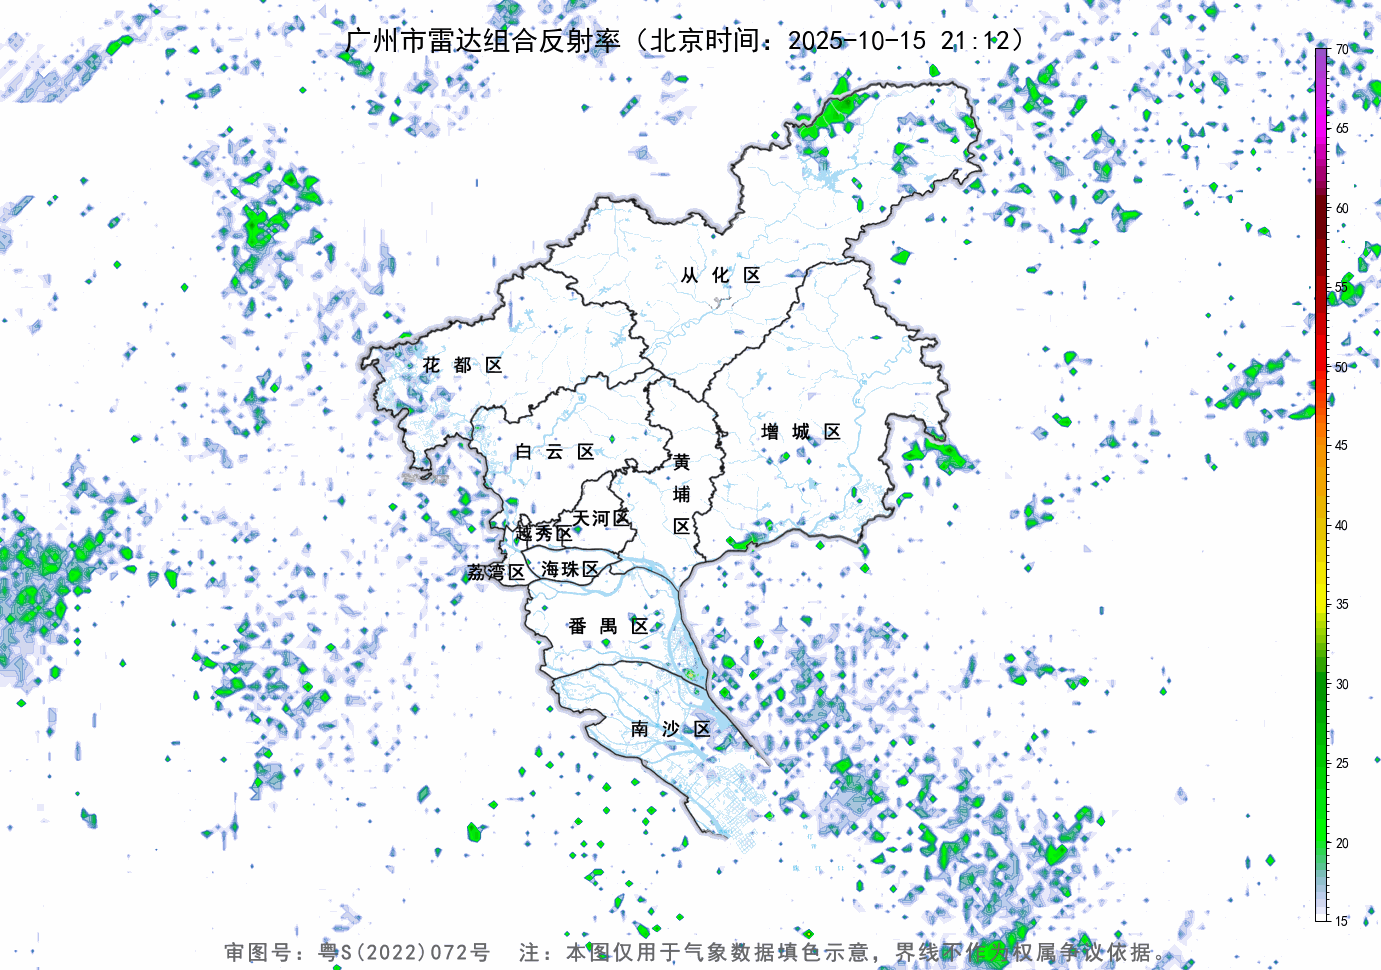 广州市雷达组合反射率（北京时间：2025-10-15 21:12）
70
65
60
55
50
45
40
35
30
25
20
15
从化区
花都区
增城区
白云区
黄埔区
天河区
越秀区
海珠区
荔湾区
番禺区
南沙区
审图号：粤S(2022)072号 注：本图仅用于气象数据填色示意，界线不作为权属争议依据。